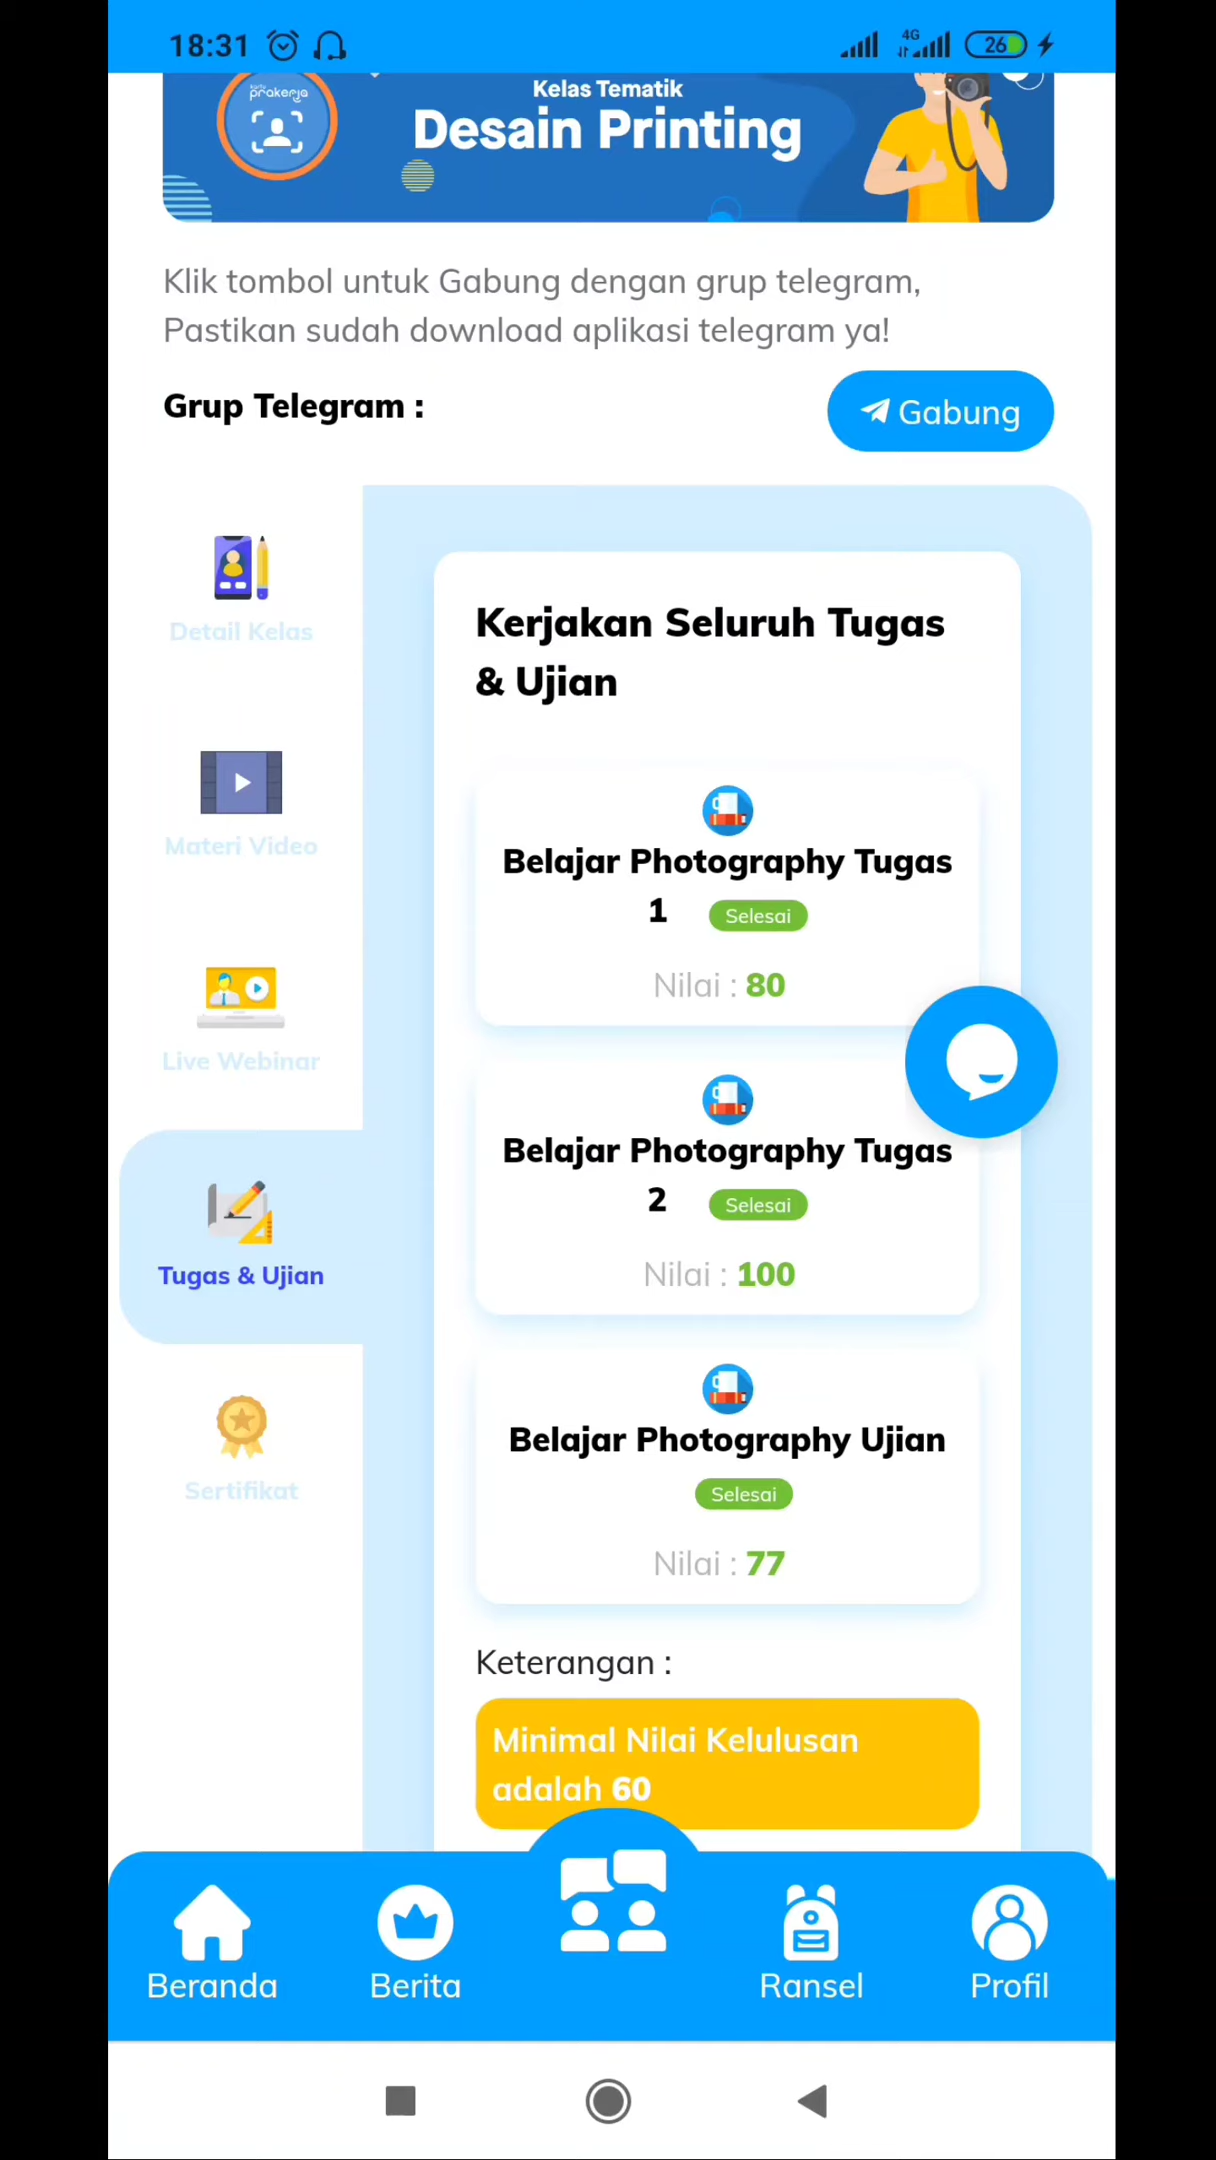 18:31
4G
26
kartu
prakerja
Kelas Tematik
Desain Printing
Klik tombol untuk Gabung dengan grup telegram,
Pastikan sudah download aplikasi telegram ya!
Grup Telegram :
Gabung
Detail Kelas
Materi Video
Live Webinar
Tugas & Ujian
Sertifikat
Kerjakan Seluruh Tugas
& Ujian
Belajar Photography Tugas
1 Selesai
Nilai : 80
Belajar Photography Tugas
2 Selesai
Nilai : 100
Belajar Photography Ujian
Selesai
Nilai : 77
Keterangan :
Minimal Nilai Kelulusan
adalah 60
Beranda
Berita
Ransel
Profil